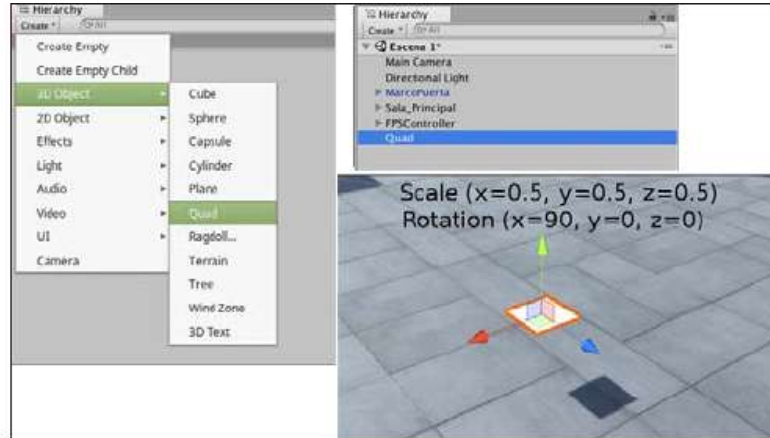 Hierarchy
Create
All
Create Empty
Create Empty Child
3D Object
2D Object
Effects
Light
Audio
Video
UI
Camera
Cube
Sphere
Capsule
Cylinder
Plane
Quad
Ragdoll...
Terrain
Tree
Wind Zone
3D Text
Hierarchy
Create
All
Escena 1*
Main Camera
Directional Light
MarcoPuerta
Sala_Principal
FPSController
Quad
Scale (x=0.5, y=0.5, z=0.5)
Rotation (x=90, y=0, z=0)